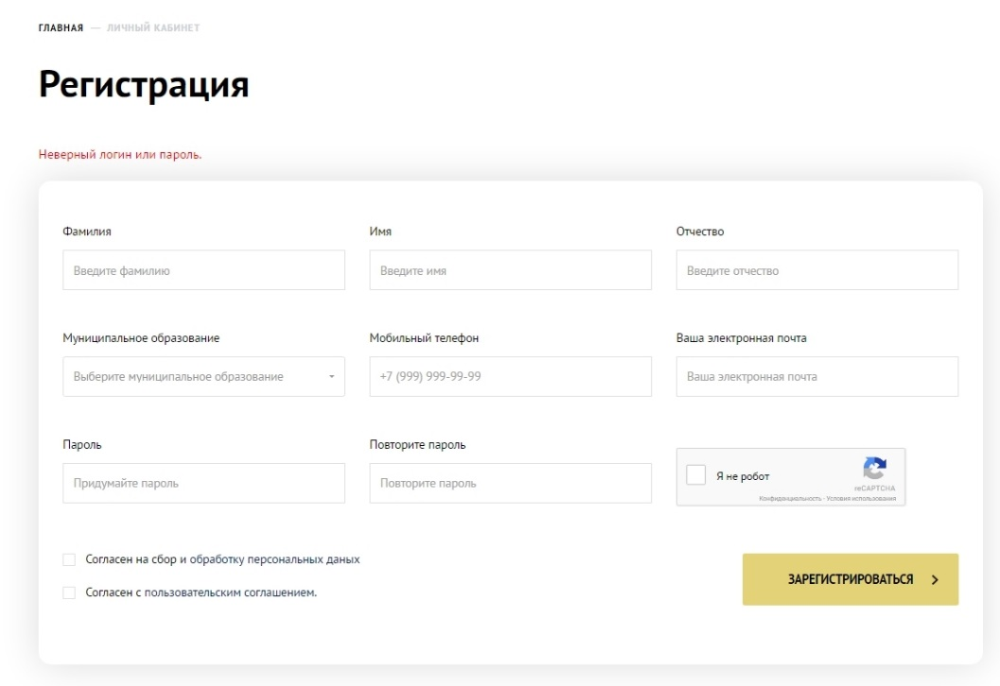 ГЛАВНАЯ — ЛИЧНЫЙ КАБИНЕТ
Регистрация
Неверный логин или пароль.
Фамилия Имя Отчество
Введите фамилию Введите имя Введите отчество
Муниципальное образование Мобильный телефон Ваша электронная почта
Выберите муниципальное образование +7 (999) 999-99-99 Ваша электронная почта
Пароль Повторите пароль
Придумайте пароль Повторите пароль Я не робот
reCAPTCHA
Конфиденциальность - Условия использования
Согласен на сбор и обработку персональных даных
ЗАРЕГИСТРИРОВАТЬСЯ
Согласен с пользовательским соглашением.